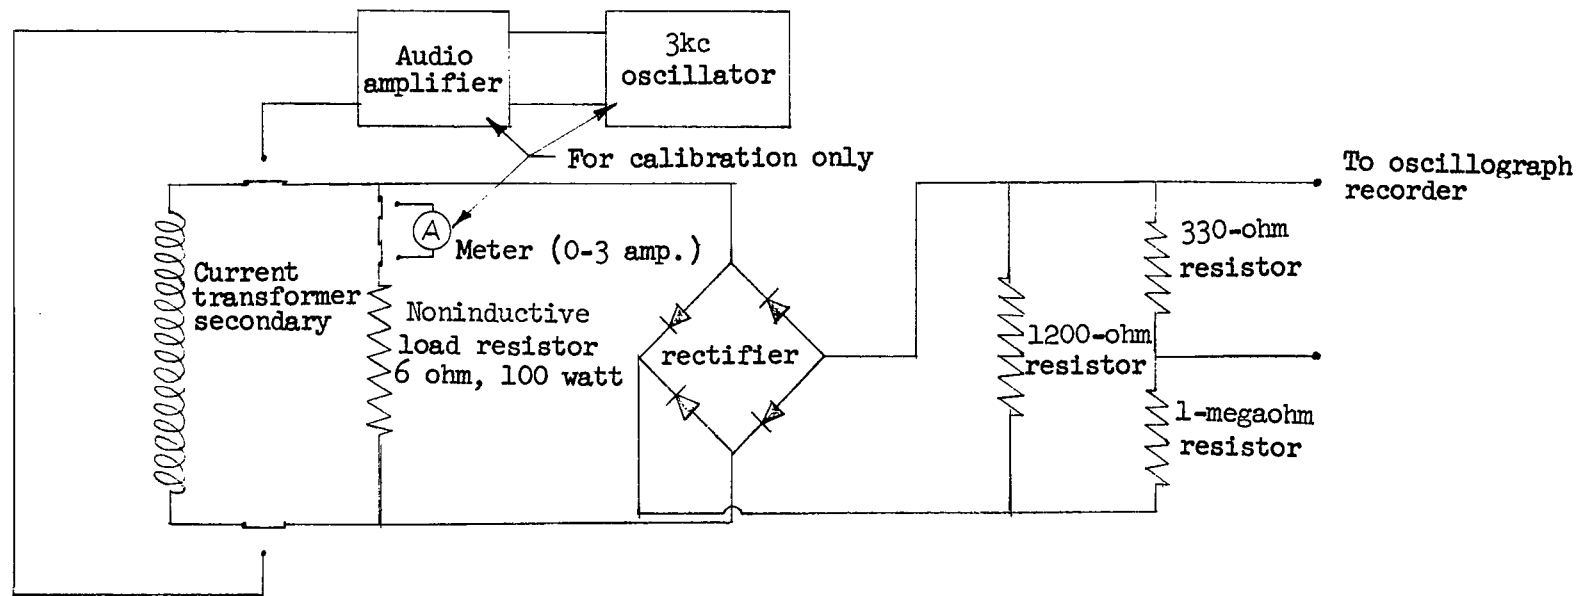 Audio
amplifier
3kc
oscillator
For calibration only
To oscillograph
recorder
A
Meter (0-3 amp.)
Current
transformer
secondary
Noninductive
load resistor
6 ohm, 100 watt
rectifier
1200-ohm
resistor
330-ohm
resistor
1-megaohm
resistor